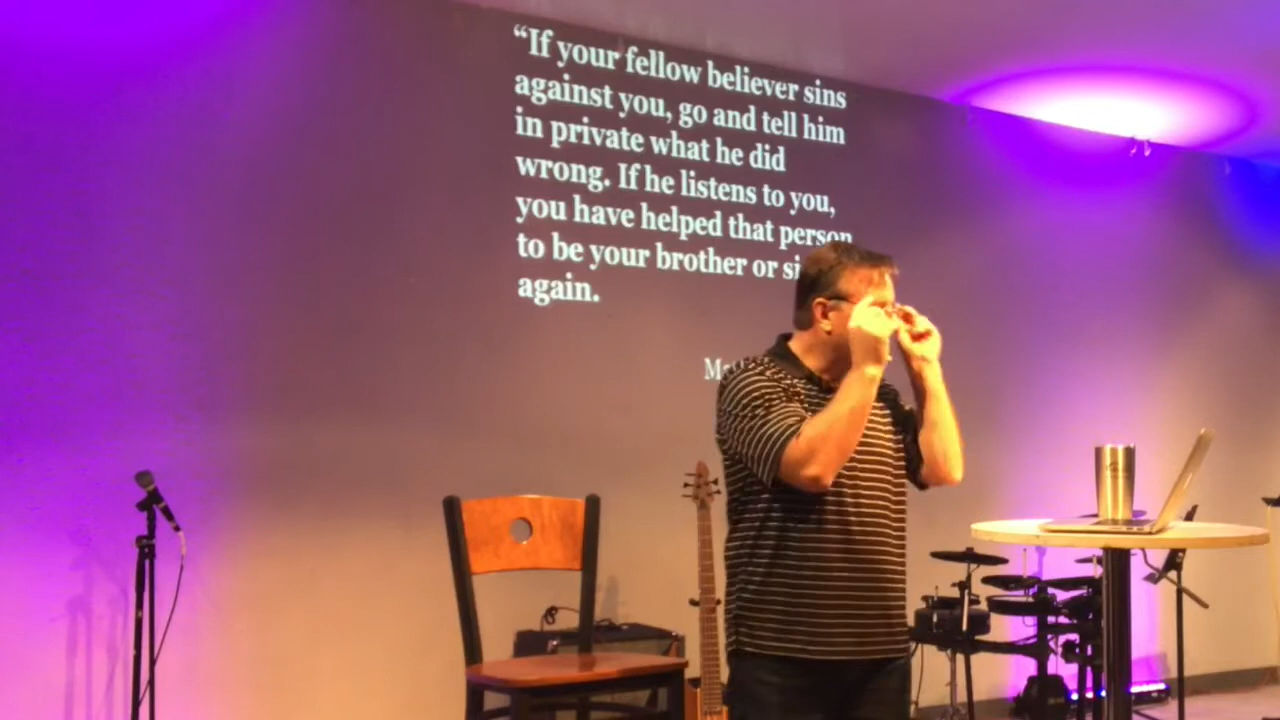 “If your fellow believer sins
against you, go and tell him
in private what he did
wrong. If he listens to you,
you have helped that person
to be your brother or
again.